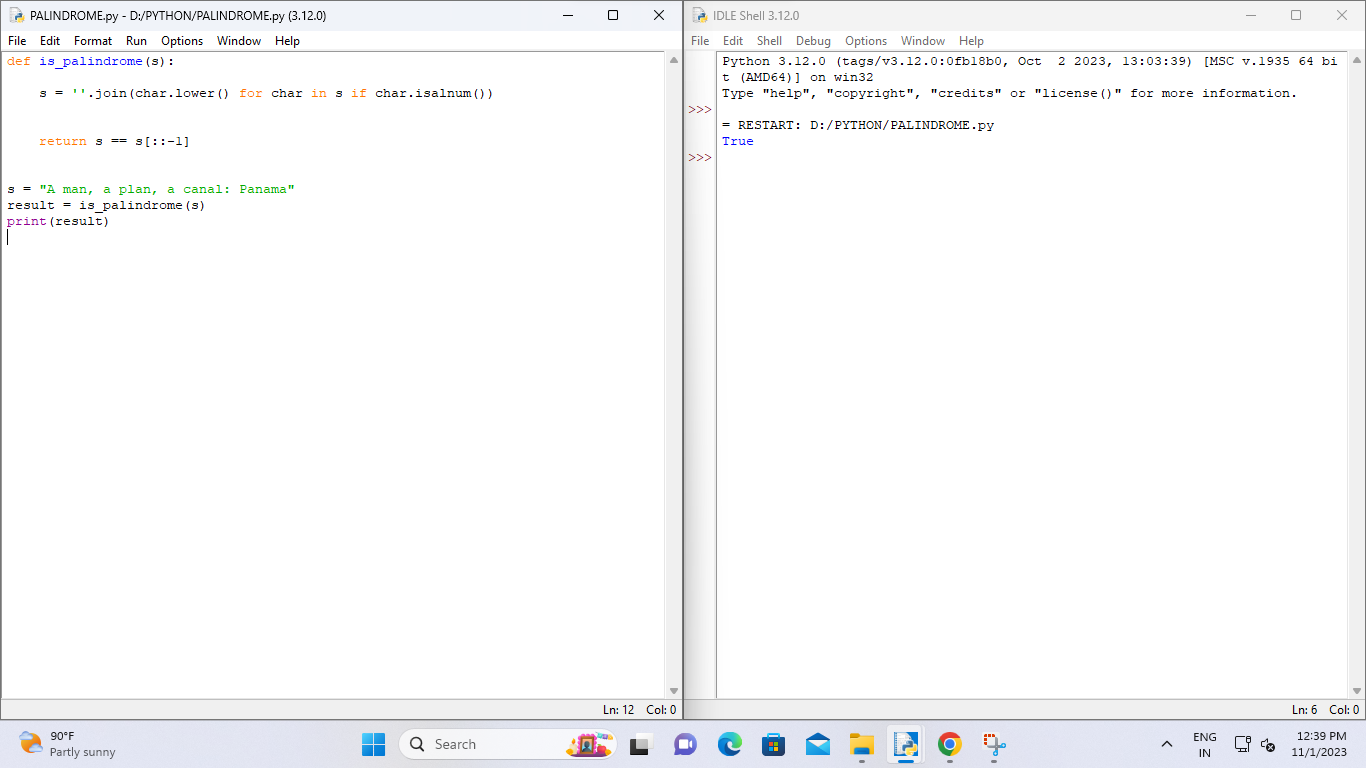 PALINDROME.py - D:/PYTHON/PALINDROME.py (3.12.0)
File Edit Format Run Options Window Help
def is_palindrome(s):
    s = ''.join(char.lower() for char in s if char.isalnum())
    return s == s[::-1]
s = "A man, a plan, a canal: Panama"
result = is_palindrome(s)
print(result)
Ln: 12 Col: 0
IDLE Shell 3.12.0
File Edit Shell Debug Options Window Help
Python 3.12.0 (tags/v3.12.0:0fb18b0, Oct  2 2023, 13:03:39) [MSC v.1935 64 bi
t (AMD64)] on win32
Type "help", "copyright", "credits" or "license()" for more information.
>>>
= RESTART: D:/PYTHON/PALINDROME.py
True
>>>
Ln: 6 Col: 0
90°F
Partly sunny
Search
ENG
IN
12:39 PM
11/1/2023